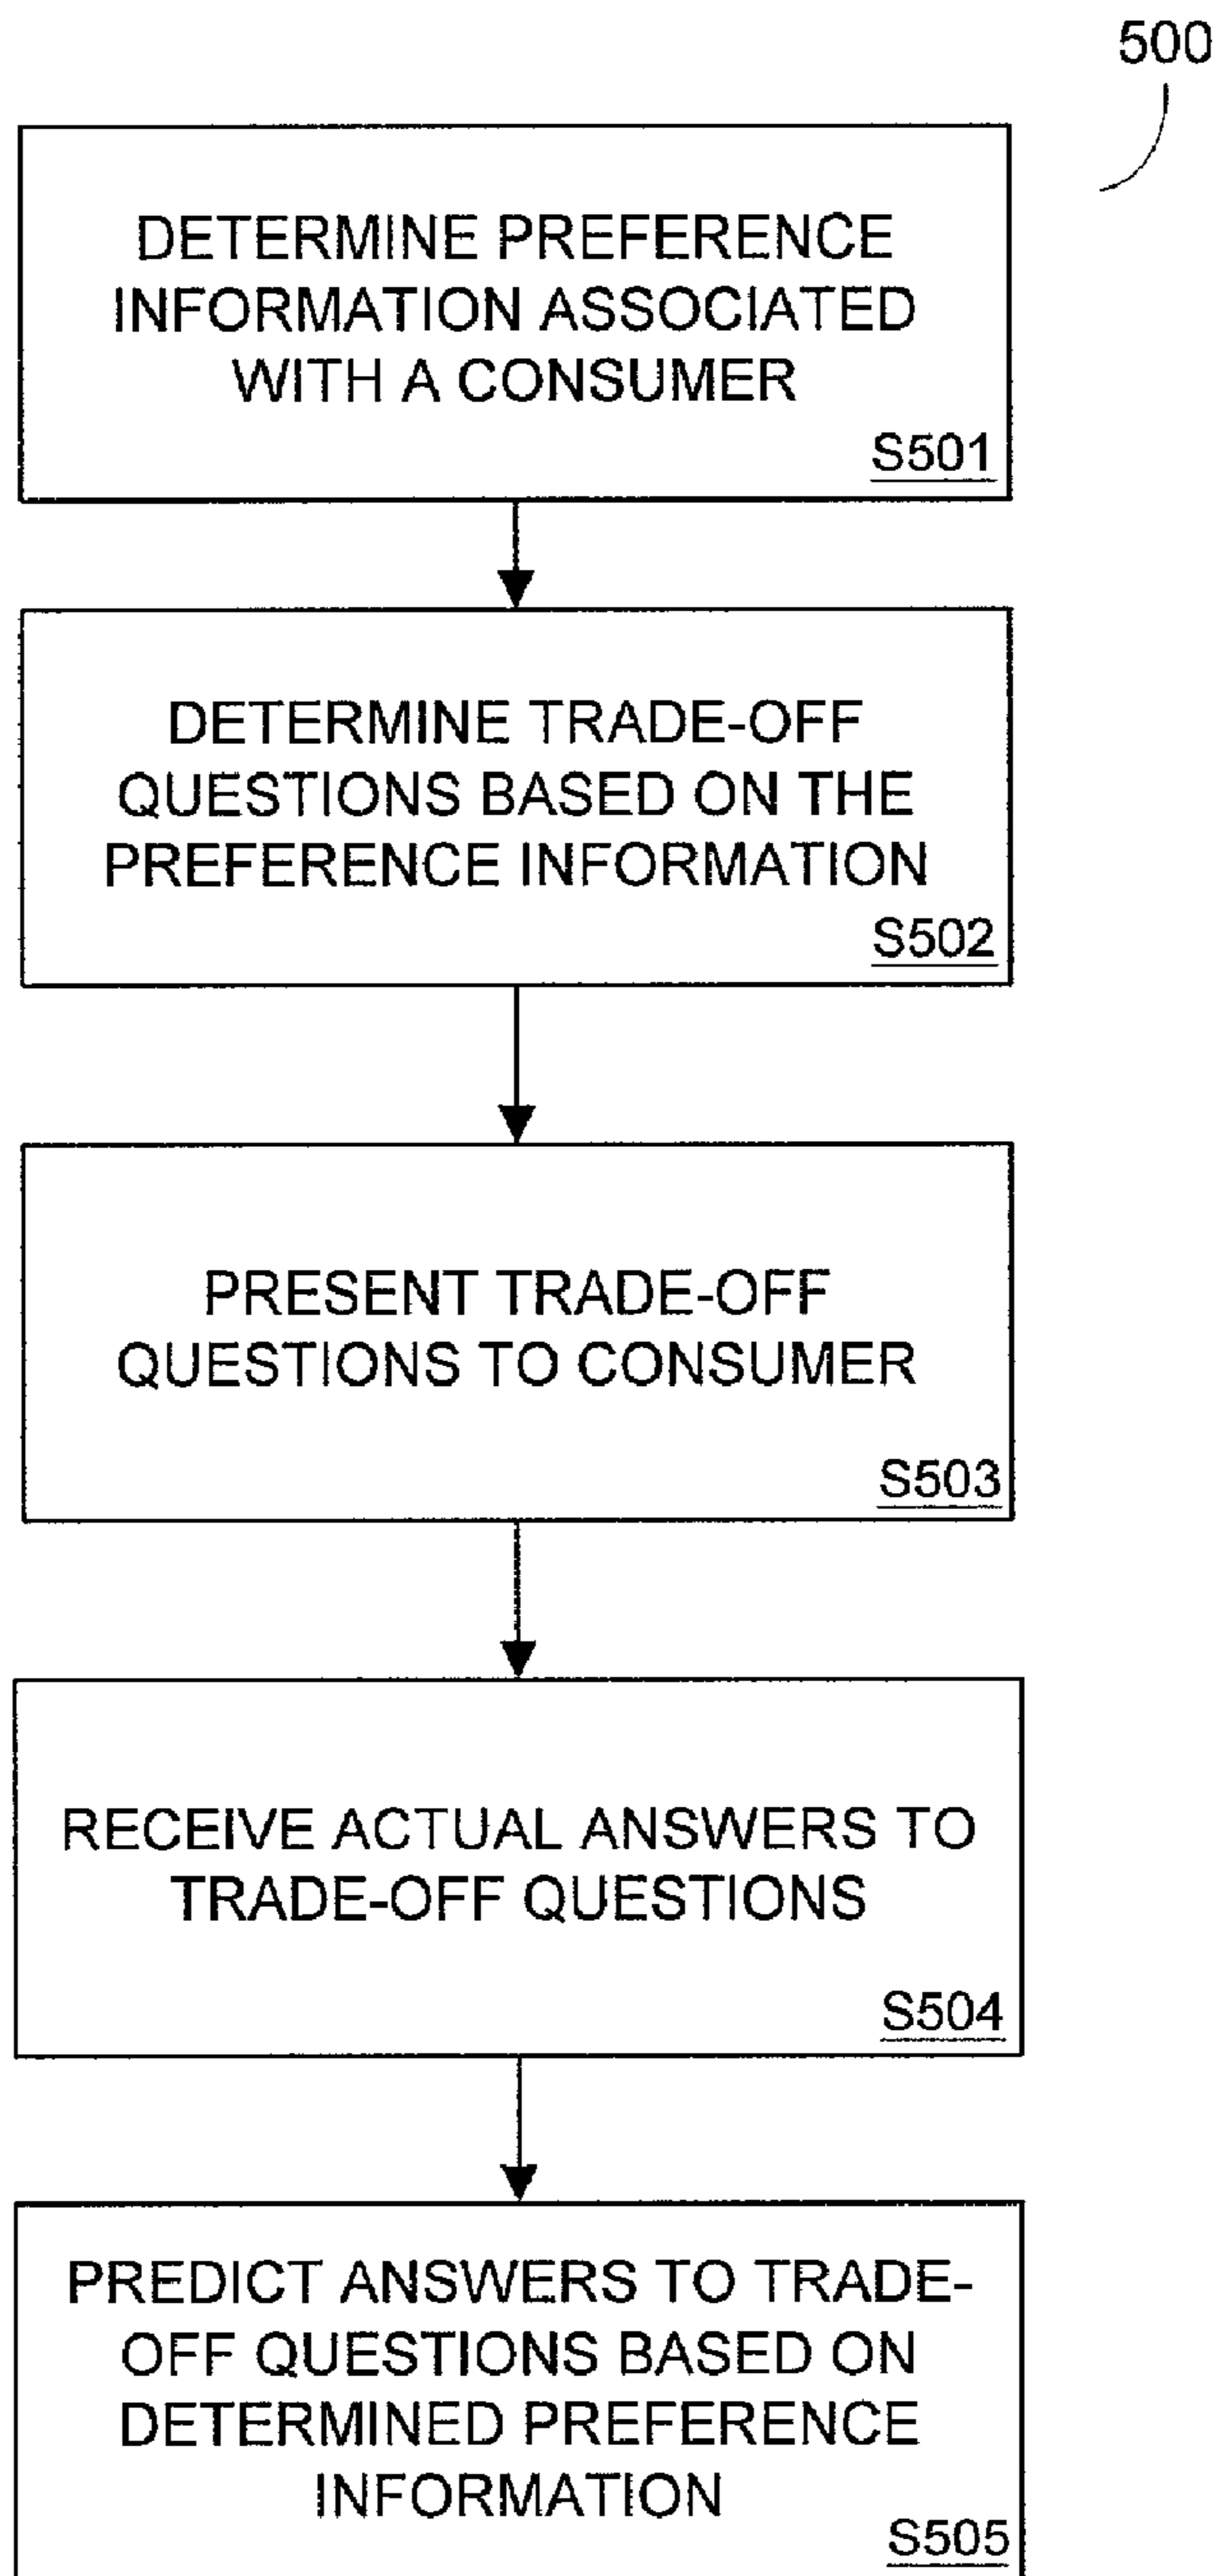 500
DETERMINE PREFERENCE
INFORMATION ASSOCIATED
WITH A CONSUMER
S501
DETERMINE TRADE-OFF
QUESTIONS BASED ON THE
PREFERENCE INFORMATION
S502
PRESENT TRADE-OFF
QUESTIONS TO CONSUMER
S503
RECEIVE ACTUAL ANSWERS TO
TRADE-OFF QUESTIONS
S504
PREDICT ANSWERS TO TRADE-
OFF QUESTIONS BASED ON
DETERMINED PREFERENCE
INFORMATION
S505